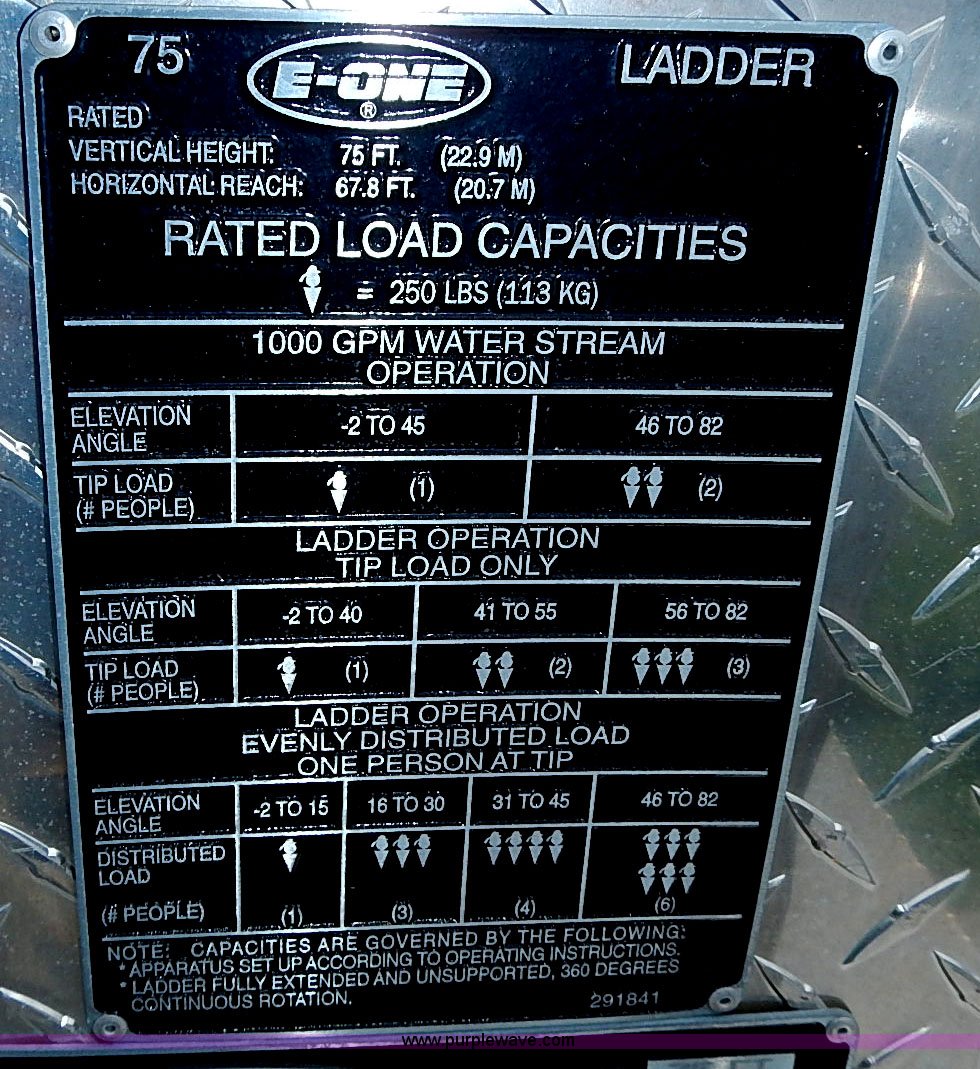 75 E-ONE® LADDER
RATED
VERTICAL HEIGHT: 75 FT. (22.9 M)
HORIZONTAL REACH: 67.8 FT. (20.7 M)
RATED LOAD CAPACITIES
= 250 LBS (113 KG)
1000 GPM WATER STREAM
OPERATION
ELEVATION
ANGLE
-2 TO 45
46 TO 82
TIP LOAD
(# PEOPLE)
(1)
(2)
LADDER OPERATION
TIP LOAD ONLY
ELEVATION
ANGLE
-2 TO 40
41 TO 55
56 TO 82
TIP LOAD
(# PEOPLE)
(1)
(2)
(3)
LADDER OPERATION
EVENLY DISTRIBUTED LOAD
ONE PERSON AT TIP
ELEVATION
ANGLE
-2 TO 15
16 TO 30
31 TO 45
46 TO 82
DISTRIBUTED
LOAD
(# PEOPLE)
(1)
(3)
(4)
(6)
NOTE: CAPACITIES ARE GOVERNED BY THE FOLLOWING:
* APPARATUS SET UP ACCORDING TO OPERATING INSTRUCTIONS.
* LADDER FULLY EXTENDED AND UNSUPPORTED, 360 DEGREES
CONTINUOUS ROTATION.
291841
www.purplewave.com